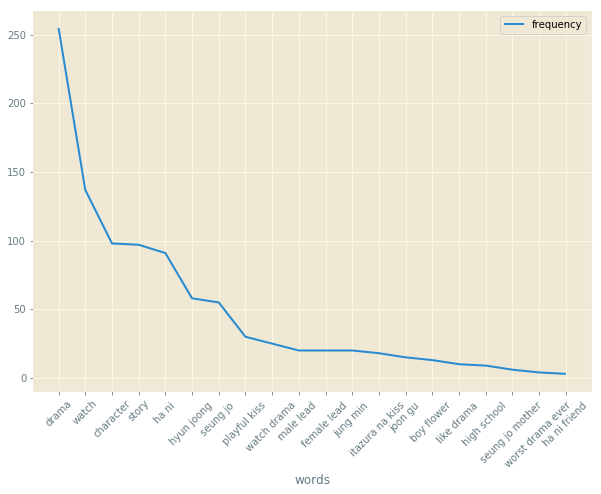 frequency
250
200
150
100
50
0
drama
watch
character
story
ha ni
hyun joong
seung jo
playful kiss
watch drama
male lead
female lead
jung min
itazura na kiss
joon gu
boy flower
like drama
high school
seung jo mother
worst drama ever
ha ni friend
words